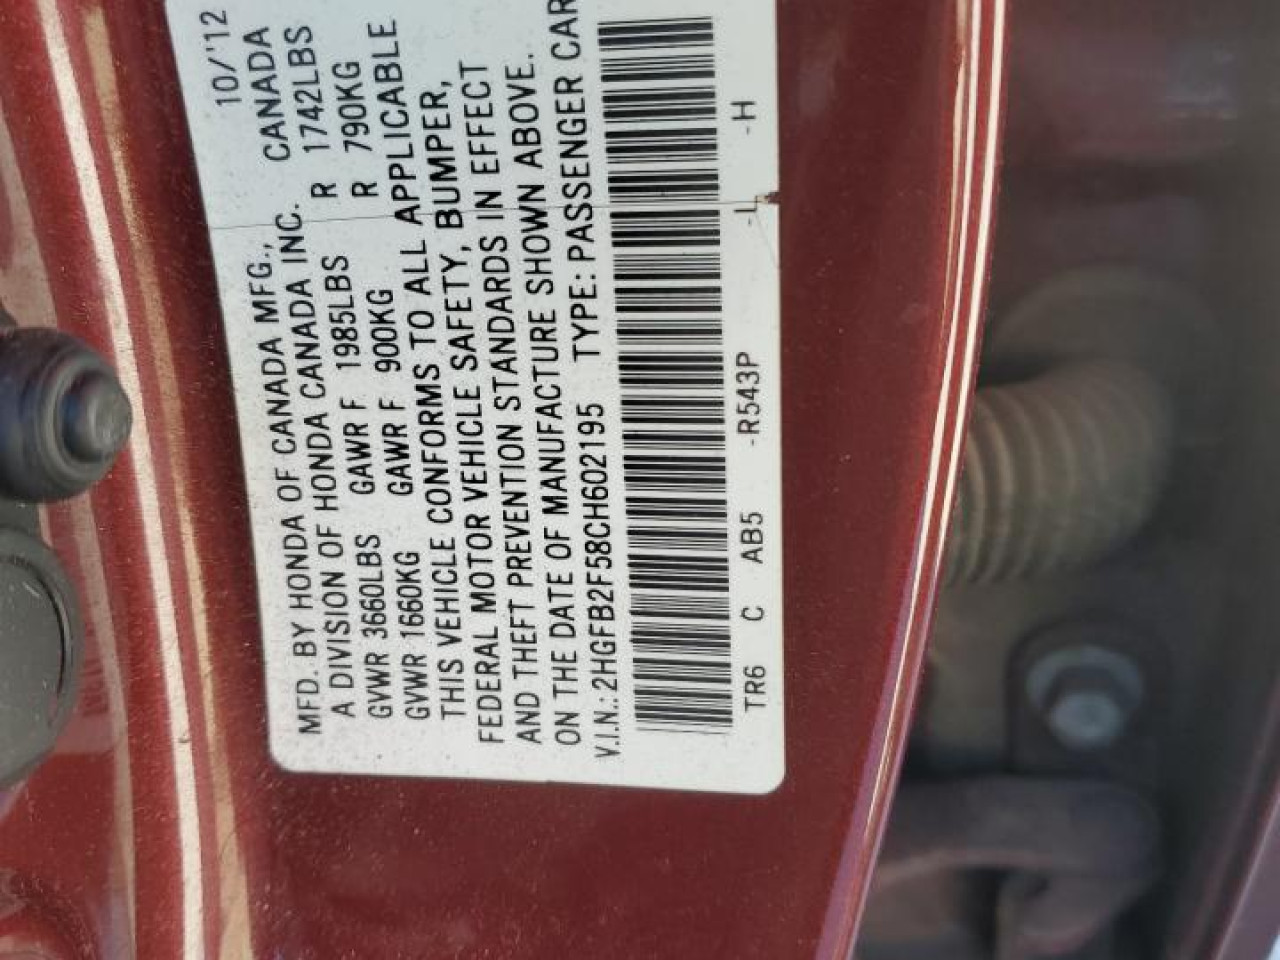 MFD. BY HONDA OF CANADA MFG., 10/'12
A DIVISION OF HONDA CANADA INC. CANADA
GVWR 3660LBS GAWR F 1985LBS R 1742LBS
GVWR 1660KG GAWR F 900KG R 790KG
THIS VEHICLE CONFORMS TO ALL APPLICABLE
FEDERAL MOTOR VEHICLE SAFETY, BUMPER,
AND THEFT PREVENTION STANDARDS IN EFFECT
ON THE DATE OF MANUFACTURE SHOWN ABOVE.
V.I.N.: 2HGFB2F58CH602195 TYPE: PASSENGER CAR
TR6 C AB5 -R543P -L -H